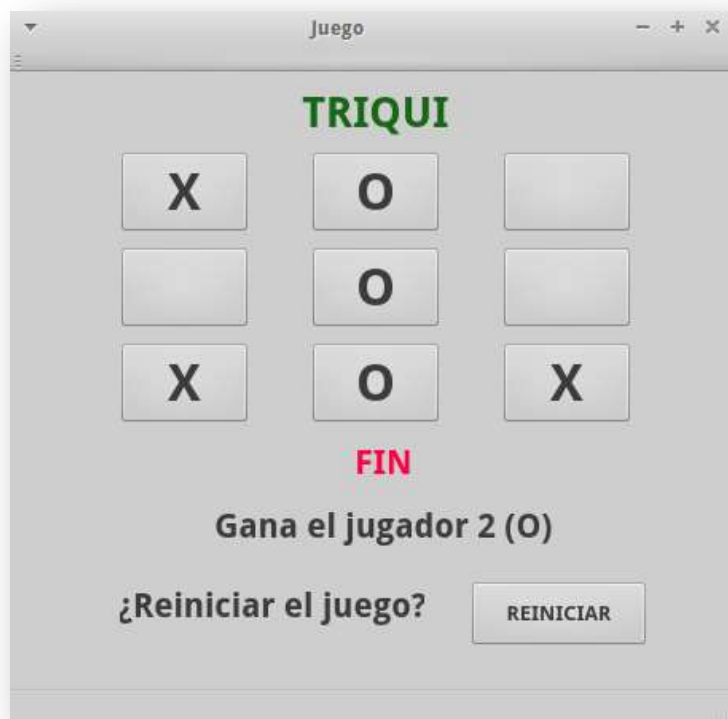 Juego
TRIQUI
X O
O
X O X
FIN
Gana el jugador 2 (O)
¿Reiniciar el juego? REINICIAR